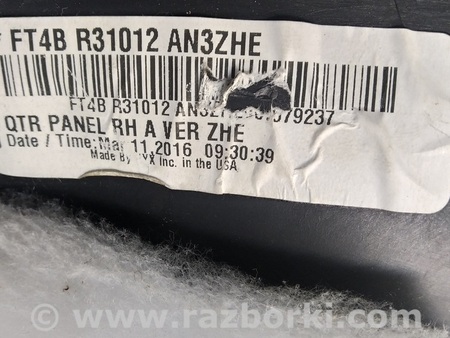 FT4B R31012 AN3ZHE
FT4B R31012 079237
QTR PANEL RH A VER ZHE
Date / Time: Mar 11, 2016 09:30:39
Made By Inc. in the USA
www.razborki.com